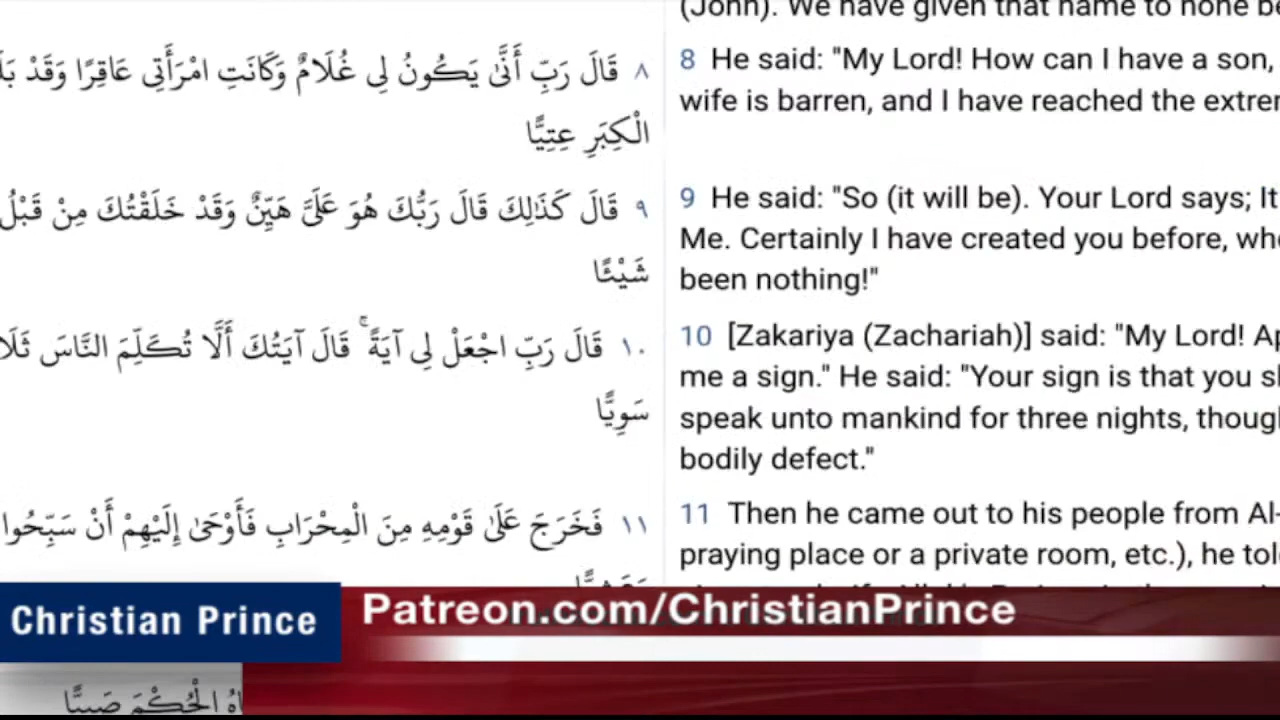 (John). We have given that name to none be
٨ قَالَ رَبِّ أَنَّىٰ يَكُونُ لِي غُلَامٌ وَكَانَتِ امْرَأَتِي عَاقِرًا وَقَدْ
الْكِبَرِ عِتِيًّا
8 He said: "My Lord! How can I have a son,
wife is barren, and I have reached the extrem
٩ قَالَ كَذَٰلِكَ قَالَ رَبُّكَ هُوَ عَلَيَّ هَيِّنٌ وَقَدْ خَلَقْتُكَ مِنْ قَبْلُ
شَيْئًا
9 He said: "So (it will be). Your Lord says; It
Me. Certainly I have created you before, whe
been nothing!"
١٠ قَالَ رَبِّ اجْعَلْ لِي آيَةً ۚ قَالَ آيَتُكَ أَلَّا تُكَلِّمَ النَّاسَ ثَلَا
سَوِيًّا
10 [Zakariya (Zachariah)] said: "My Lord! Ap
me a sign." He said: "Your sign is that you sh
speak unto mankind for three nights, though
bodily defect."
١١ فَخَرَجَ عَلَىٰ قَوْمِهِ مِنَ الْمِحْرَابِ فَأَوْحَىٰ إِلَيْهِمْ أَنْ سَبِّحُوا
11 Then he came out to his people from Al-
praying place or a private room, etc.), he tol
Christian Prince
Patreon.com/ChristianPrince
الْحُكْمَ صَبِيًّا